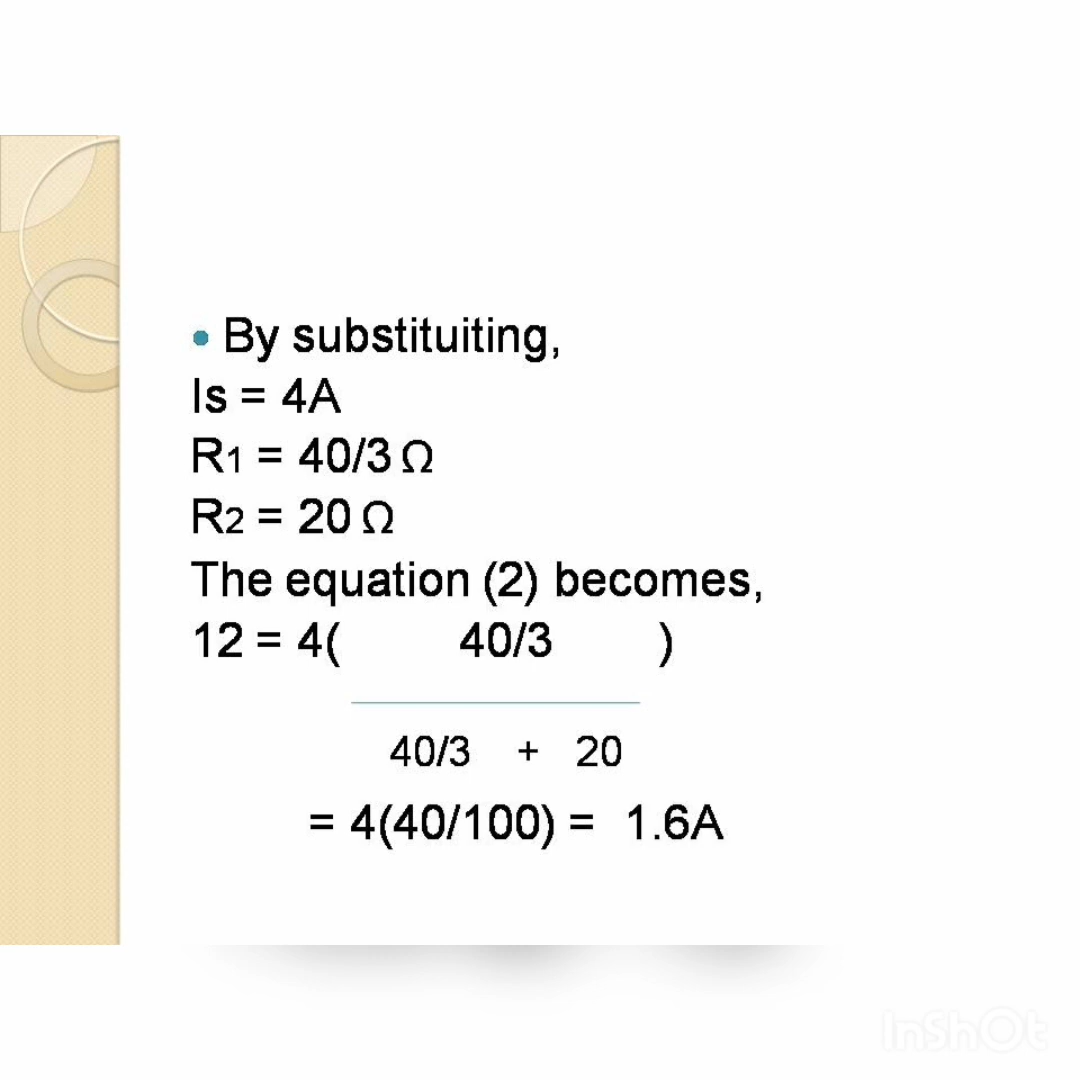 By substituiting,
Is = 4A
R1 = 40/3 Ω
R2 = 20 Ω
The equation (2) becomes,
12 = 4( 40/3 )
40/3 + 20
= 4(40/100) = 1.6A
InShOt